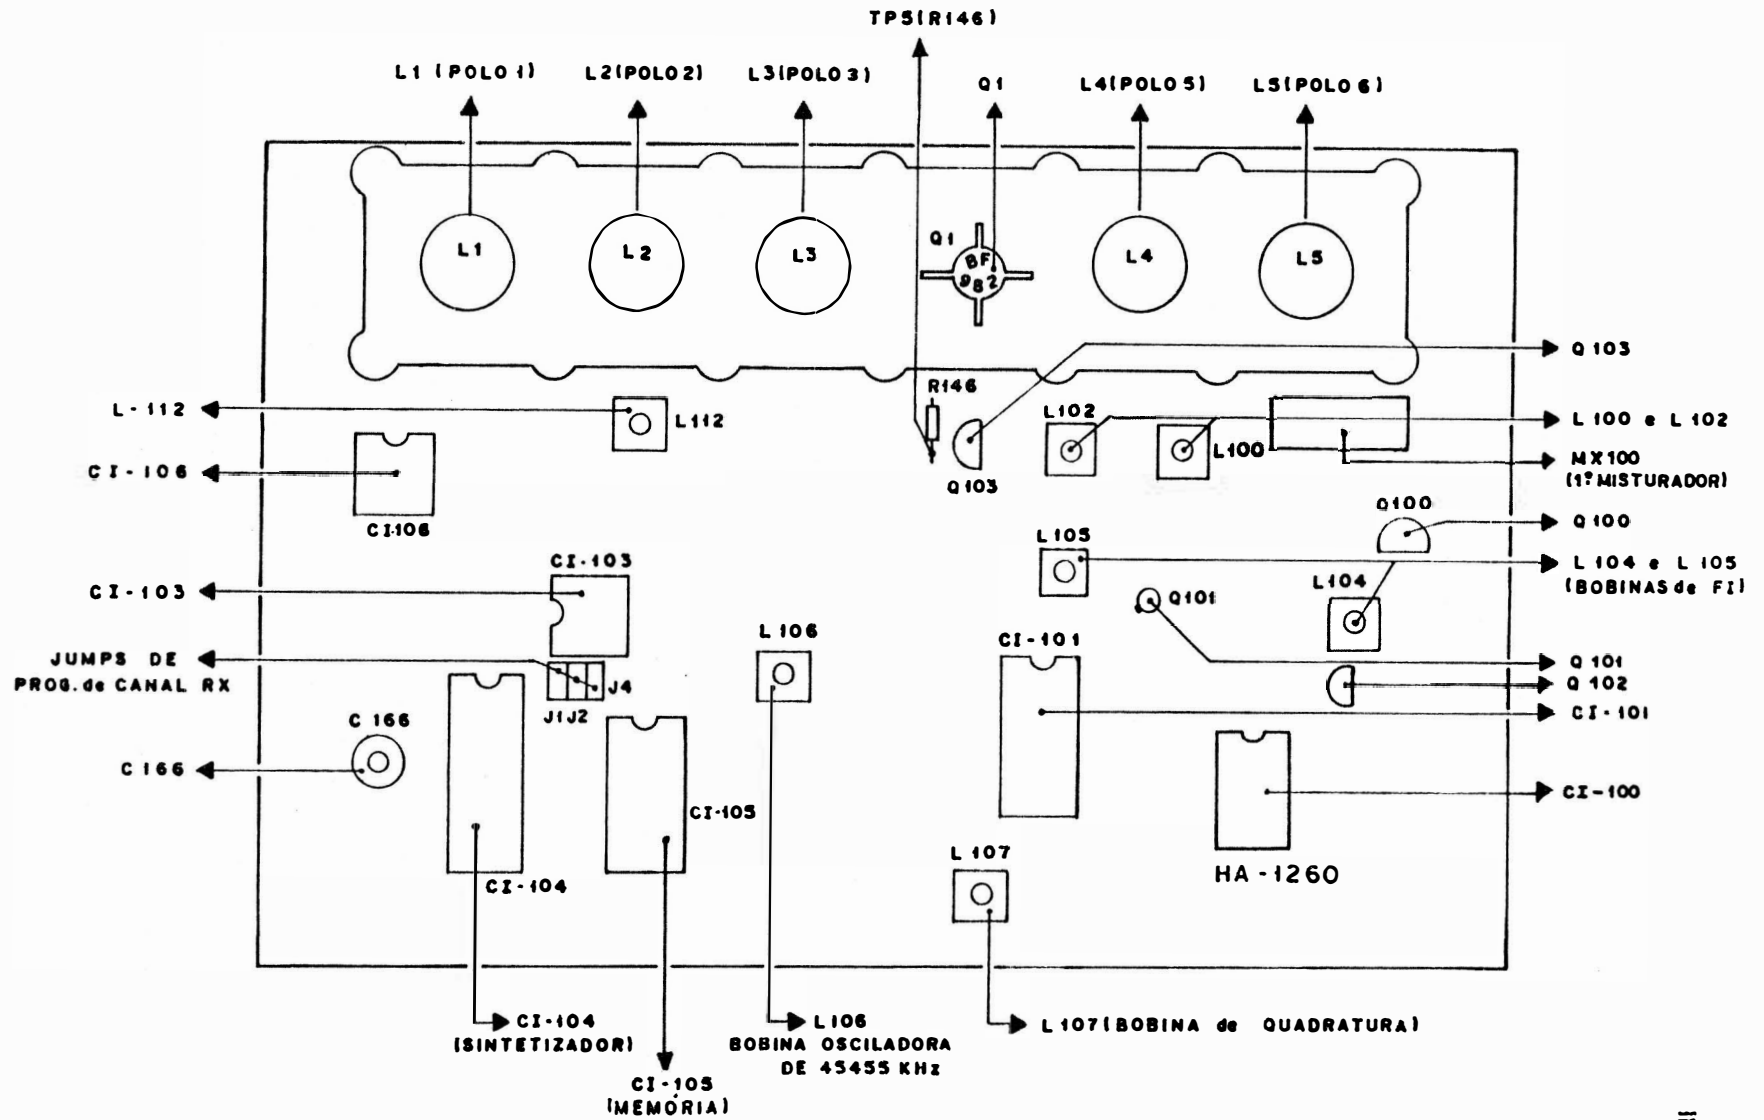 TP5(R146)
L1 (POLO 1)
L2(POLO 2)
L3(POLO 3)
Q1
L4(POLO 5)
L5(POLO 6)
L1
L2
L3
Q1
BF
982
L4
L5
Q 103
R146
L-112
L112
L102
L100
L 100 e L 102
Q103
MX100
(1º MISTURADOR)
CI-106
CI-106
Q100
Q 100
L105
CI-103
L 104 e L 105
(BOBINAS de FI)
CI-103
L104
Q101
L 106
CI-101
JUMPS DE
PROG. de CANAL RX
J4
J1 J2
Q 101
Q 102
CI-101
C 166
C 166
CI-105
CI-100
L 107
HA-1260
CI-104
CI-104
(SINTETIZADOR)
L106
BOBINA OSCILADORA
DE 45455 KHz
L107(BOBINA de QUADRATURA)
CI-105
(MEMÓRIA)